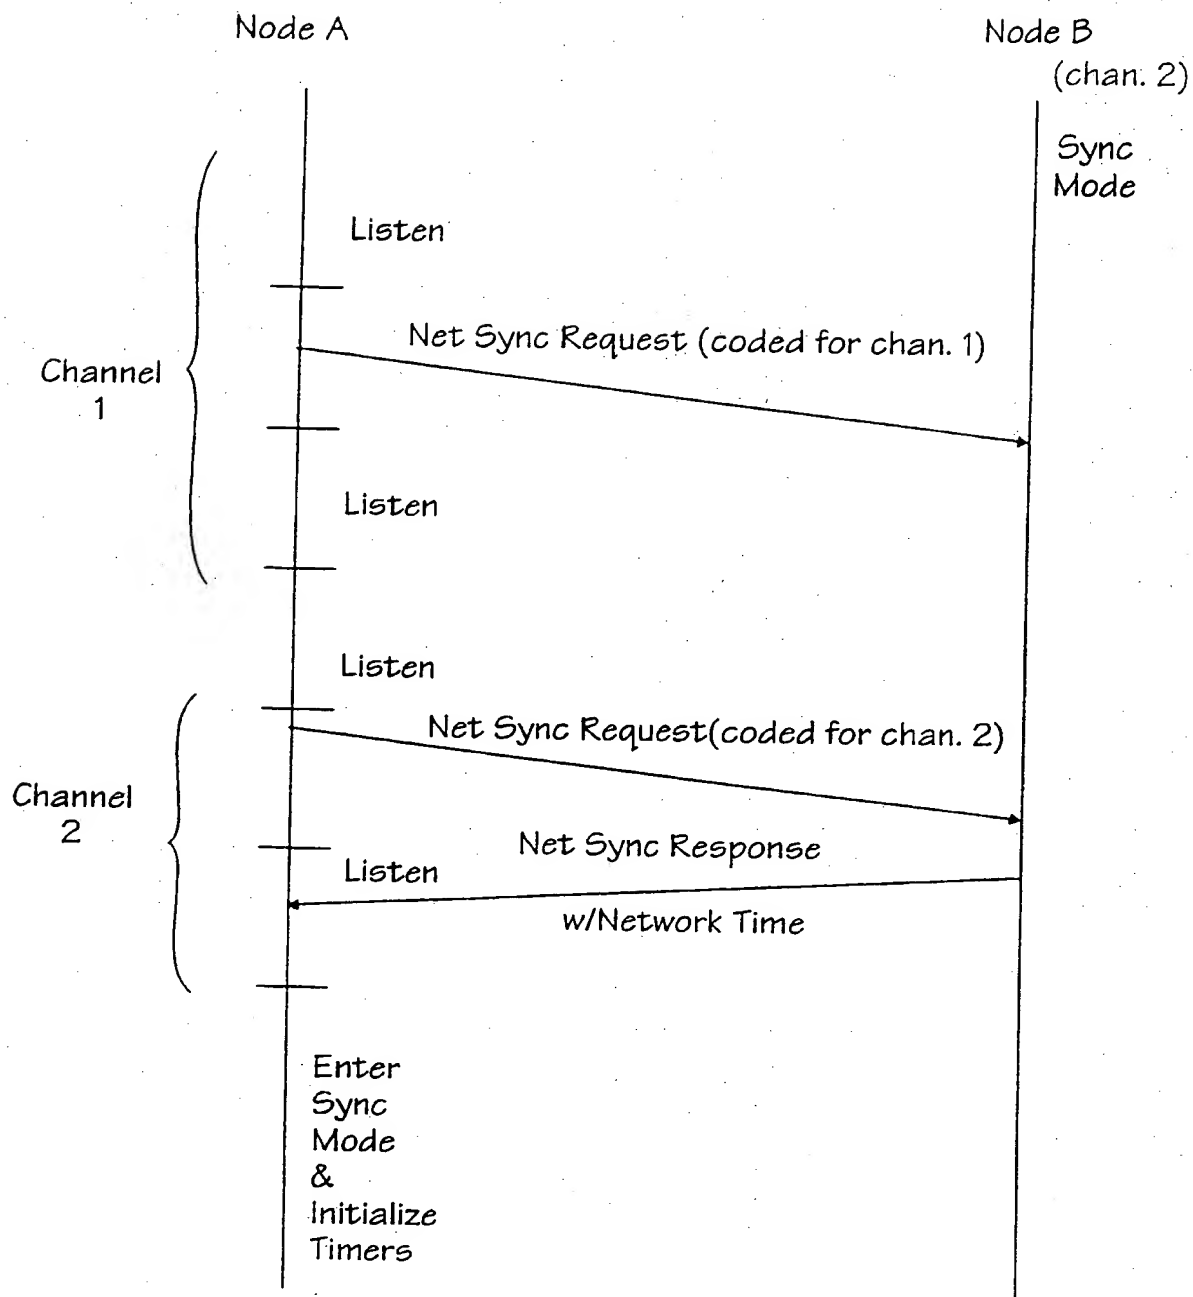 Node A
Node B
(chan. 2)
Sync
Mode
Listen
Net Sync Request (coded for chan. 1)
Channel
1
Listen
Listen
Net Sync Request(coded for chan. 2)
Channel
2
Net Sync Response
Listen
w/Network Time
Enter
Sync
Mode
&
Initialize
Timers